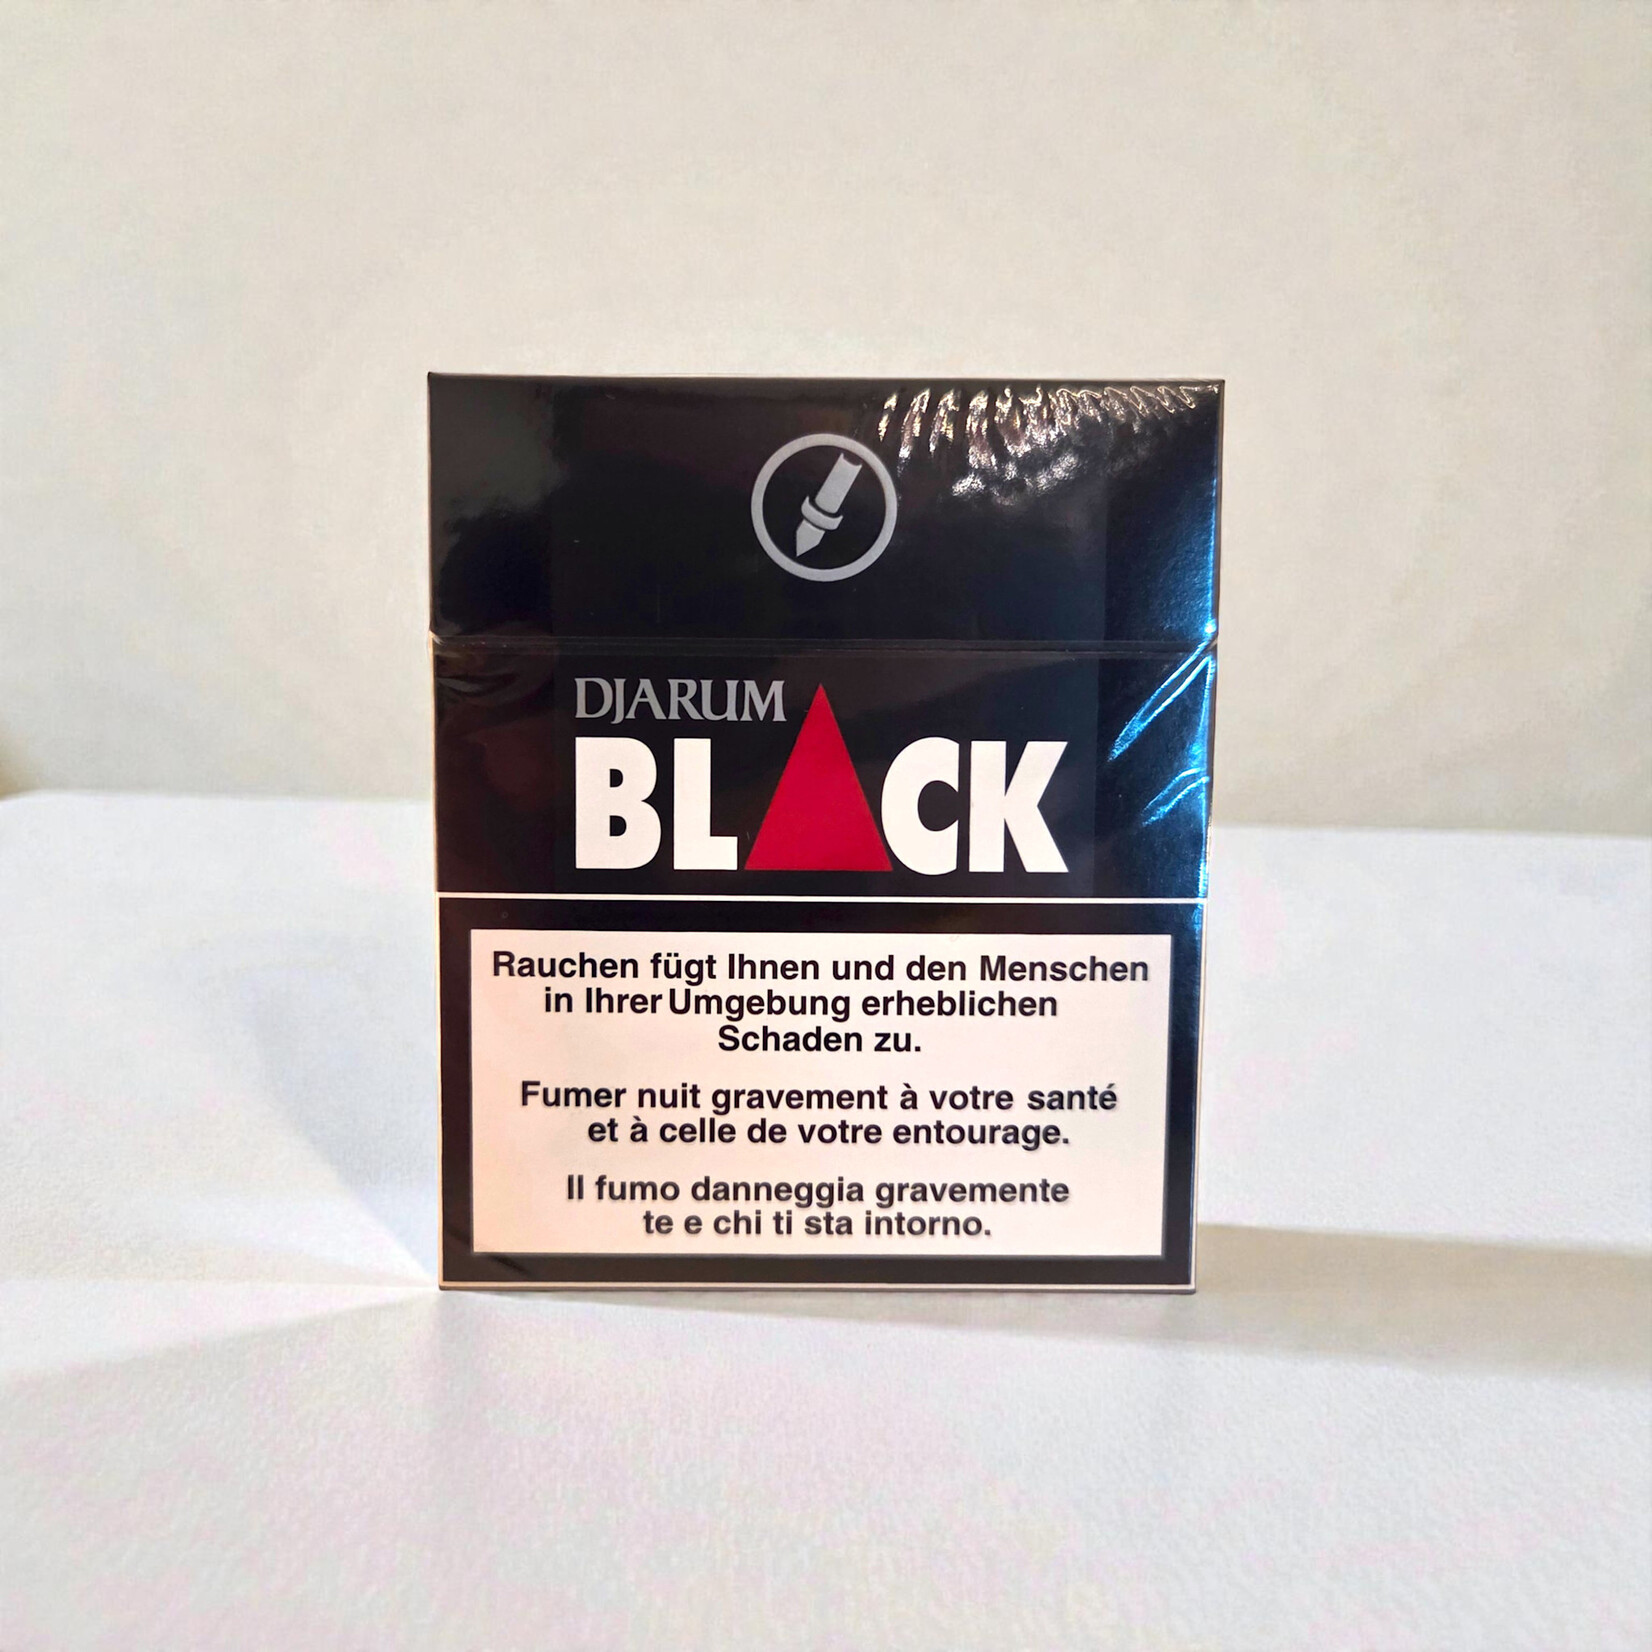 DJARUM
BLACK
Rauchen fügt Ihnen und den Menschen
in Ihrer Umgebung erheblichen
Schaden zu.
Fumer nuit gravement à votre santé
et à celle de votre entourage.
Il fumo danneggia gravemente
te e chi ti sta intorno.